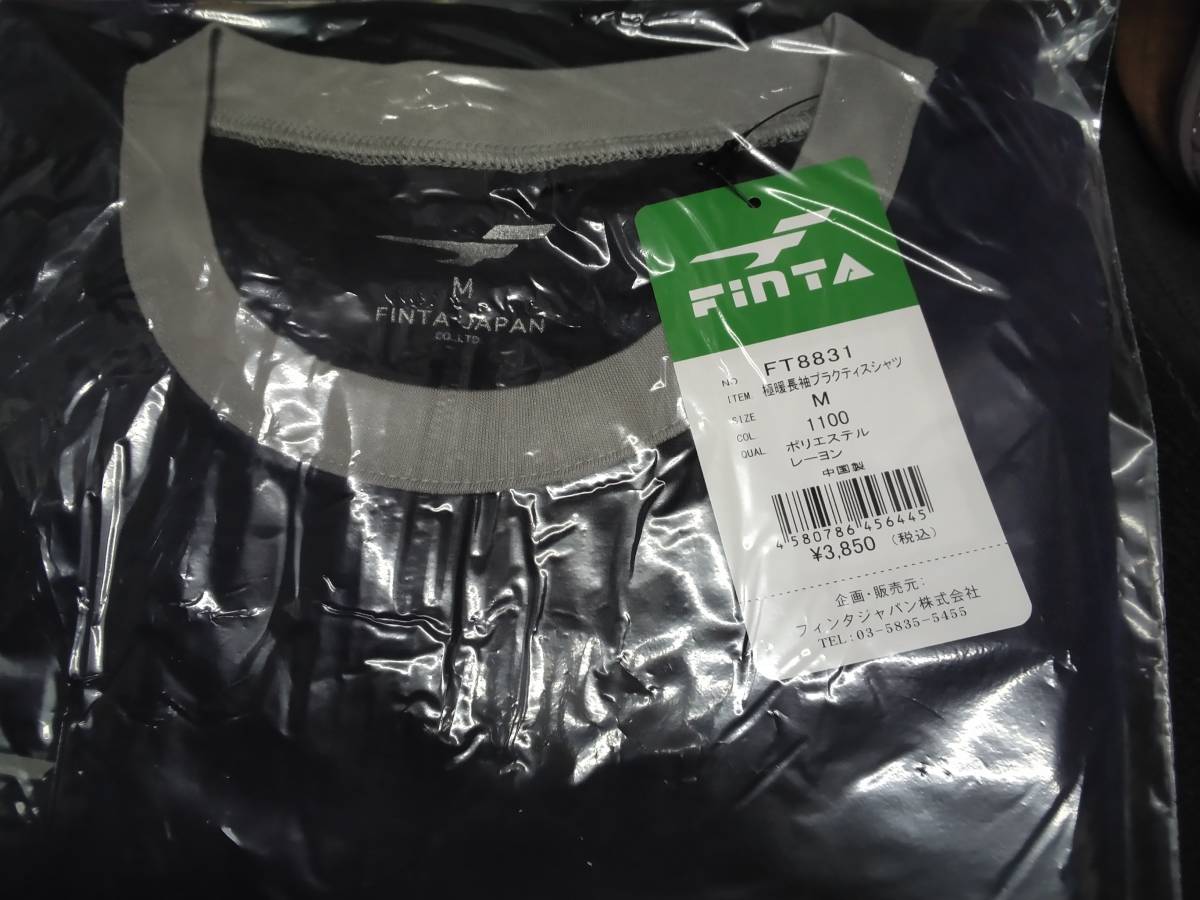 M
FINTA JAPAN
CO.,LTD
FiNTA
NO. FT8831
ITEM. 極暖長袖プラクティスシャツ
SIZE M
COL. 1100
QUAL ポリエステル
レーヨン
中国製
4 580786 456445
¥3,850 (税込)
企画・販売元:
フィンタジャパン株式会社
TEL:03-5835-5455